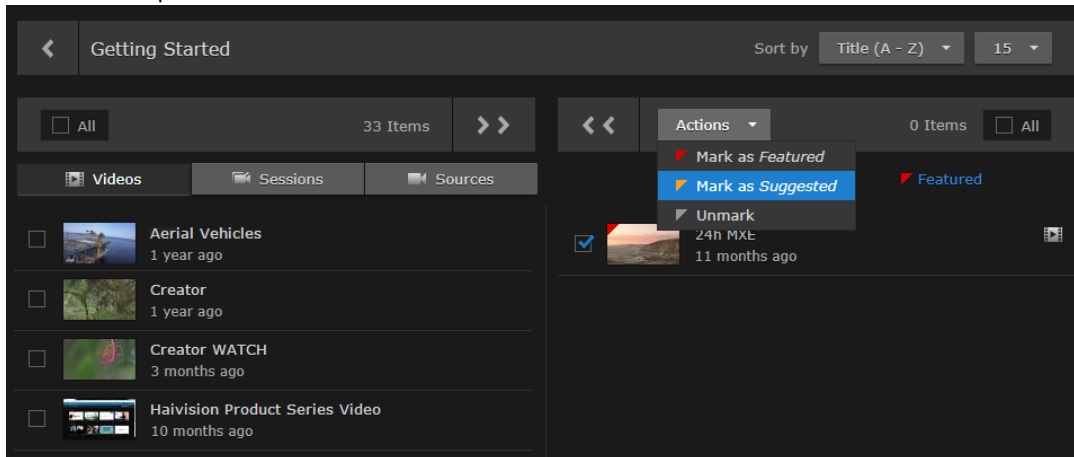 Getting Started
Sort by Title (A - Z) 15
All 33 Items
Actions 0 Items All
Mark as Featured
Mark as Suggested
Unmark
Videos Sessions Sources
Featured
Aerial Vehicles
1 year ago
Creator
1 year ago
Creator WATCH
3 months ago
Haivision Product Series Video
10 months ago
24h MXE
11 months ago